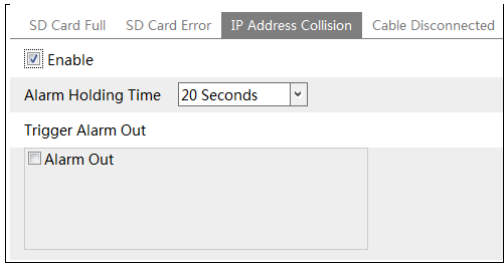 SD Card Full SD Card Error IP Address Collision Cable Disconnected
Enable
Alarm Holding Time 20 Seconds
Trigger Alarm Out
Alarm Out